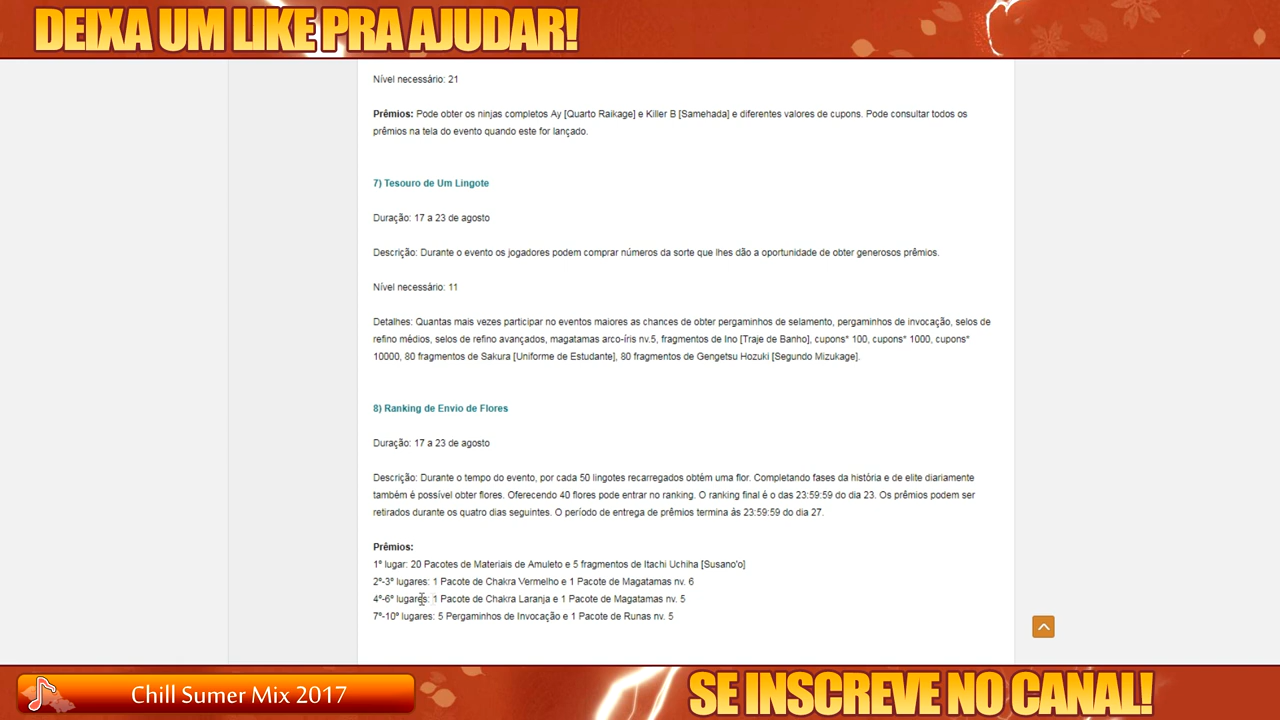 DEIXA UM LIKE PRA AJUDAR!
Nível necessário: 21
Prêmios: Pode obter os ninjas completos Ay [Quarto Raikage] e Killer B [Samehada] e diferentes valores de cupons. Pode consultar todos os
prêmios na tela do evento quando este for lançado.
7) Tesouro de Um Lingote
Duração: 17 a 23 de agosto
Descrição: Durante o evento os jogadores podem comprar números da sorte que lhes dão a oportunidade de obter generosos prêmios.
Nível necessário: 11
Detalhes: Quantas mais vezes participar no eventos maiores as chances de obter pergaminhos de selamento, pergaminhos de invocação, selos de
refino médios, selos de refino avançados, magatamas arco-íris nv.5, fragmentos de Ino [Traje de Banho], cupons* 100, cupons* 1000, cupons*
10000, 80 fragmentos de Sakura [Uniforme de Estudante], 80 fragmentos de Gengetsu Hozuki [Segundo Mizukage].
8) Ranking de Envio de Flores
Duração: 17 a 23 de agosto
Descrição: Durante o tempo do evento, por cada 50 lingotes recarregados obtém uma flor. Completando fases da história e de elite diariamente
também é possível obter flores. Oferecendo 40 flores pode entrar no ranking. O ranking final é o das 23:59:59 do dia 23. Os prêmios podem ser
retirados durante os quatro dias seguintes. O período de entrega de prêmios termina às 23:59:59 do dia 27.
Prêmios:
1º lugar: 20 Pacotes de Materiais de Amuleto e 5 fragmentos de Itachi Uchiha [Susano'o]
2º-3º lugares: 1 Pacote de Chakra Vermelho e 1 Pacote de Magatamas nv. 6
4º-6º lugares: 1 Pacote de Chakra Laranja e 1 Pacote de Magatamas nv. 5
7º-10º lugares: 5 Pergaminhos de Invocação e 1 Pacote de Runas nv. 5
Chill Sumer Mix 2017
SE INSCREVE NO CANAL!